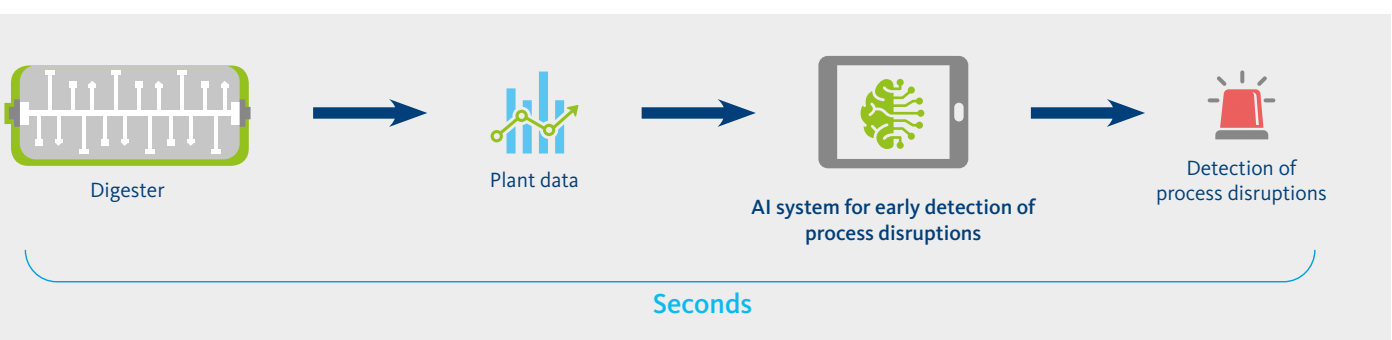 Digester
Plant data
AI system for early detection of
process disruptions
Detection of
process disruptions
Seconds